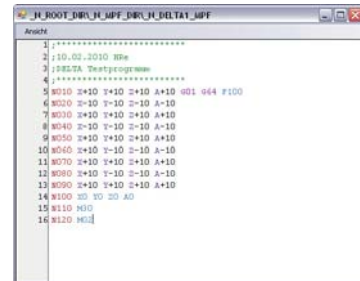 _N_ROOT_DIR\_N_MPF_DIR\_N_DELTA1_MPF
Ansicht
1 ;*************************
2 ;10.02.2010 HRe
3 ;DELTA Testprogramm
4 ;*************************
5 N010 X+10 Y+10 Z+10 A+10 G01 G64 F100
6 N020 X-10 Y-10 Z-10 A-10
7 N030 X+10 Y+10 Z+10 A+10
8 N040 X-10 Y-10 Z-10 A-10
9 N050 X+10 Y+10 Z+10 A+10
10 N060 X+10 Y-10 Z-10 A-10
11 N070 X+10 Y+10 Z+10 A+10
12 N080 X+10 Y-10 Z-10 A-10
13 N090 X+10 Y+10 Z+10 A+10
14 N100 X0 Y0 Z0 A0
15 N110 M30
16 N120 M02